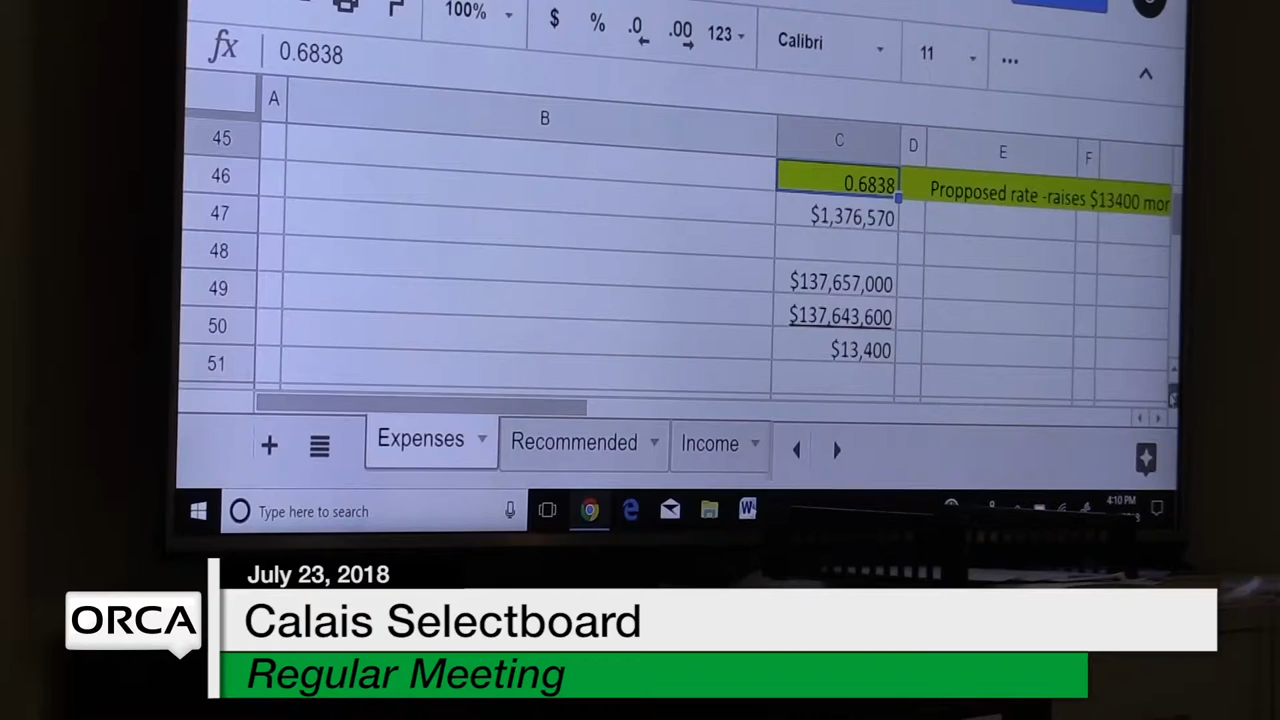 100% $ % .0 .00 123 Calibri 11 ...
fx 0.6838
A B C D E F
45
46 0.6838 Propposed rate -raises $13400 mor
47 $1,376,570
48
49 $137,657,000
50 $137,643,600
51 $13,400
+ Expenses Recommended Income
Type here to search W 4:10 PM
July 23, 2018
ORCA Calais Selectboard
Regular Meeting